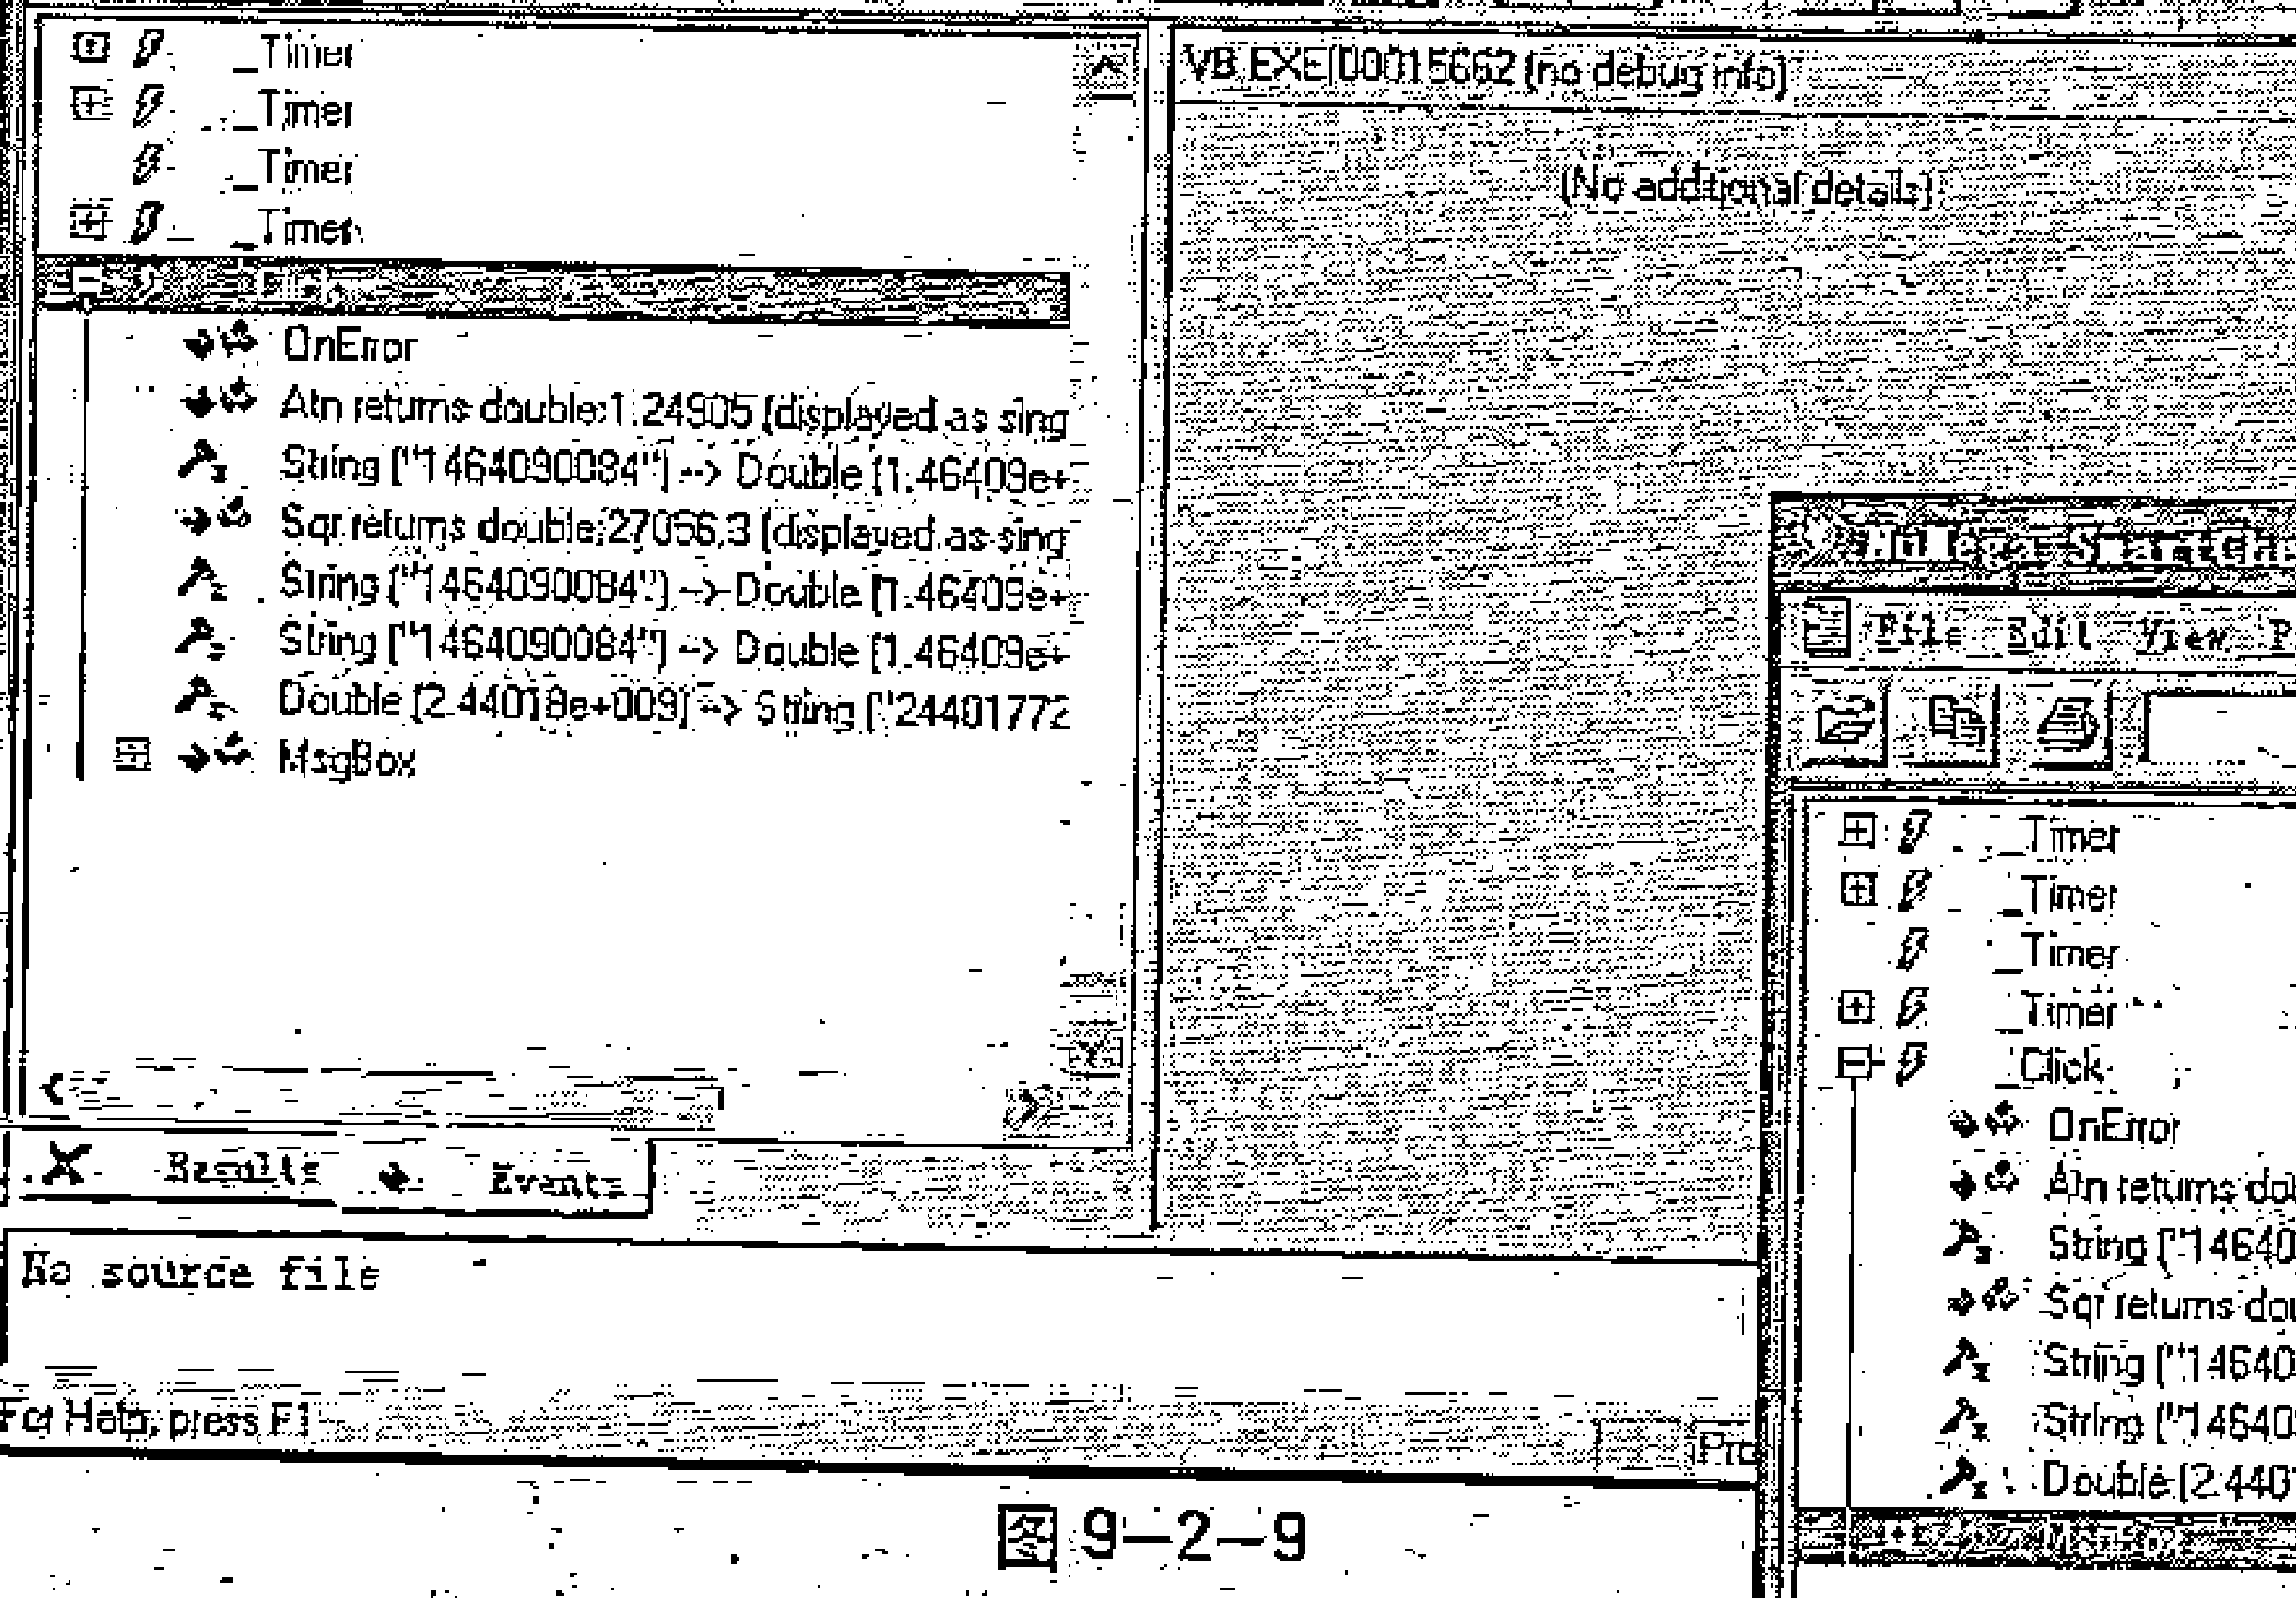 _Timer
_Timer
_Timer
_Timer
OnError
Atn returns double:1.24905 (displayed as sing
String ("1464090084") --> Double (1.46409e+
Sqr returns double:27056.3 (displayed as sing
String ("1464090084") --> Double (1.46409e+
String ("1464090084") --> Double (1.46409e+
Double (2.44018e+009) --> String ("24401772
MsgBox
Results
Events
VB.EXE!00015662 (no debug info)
(No additional details)
No source file
For Help, press F1
图 9-2-9
File Edit View P
_Timer
_Timer
_Timer
_Timer
_Click
OnError
Atn returns dou
String ("14640
Sqr returns dou
String ("14640
String ("14640
Double (2.4401
MsgBox